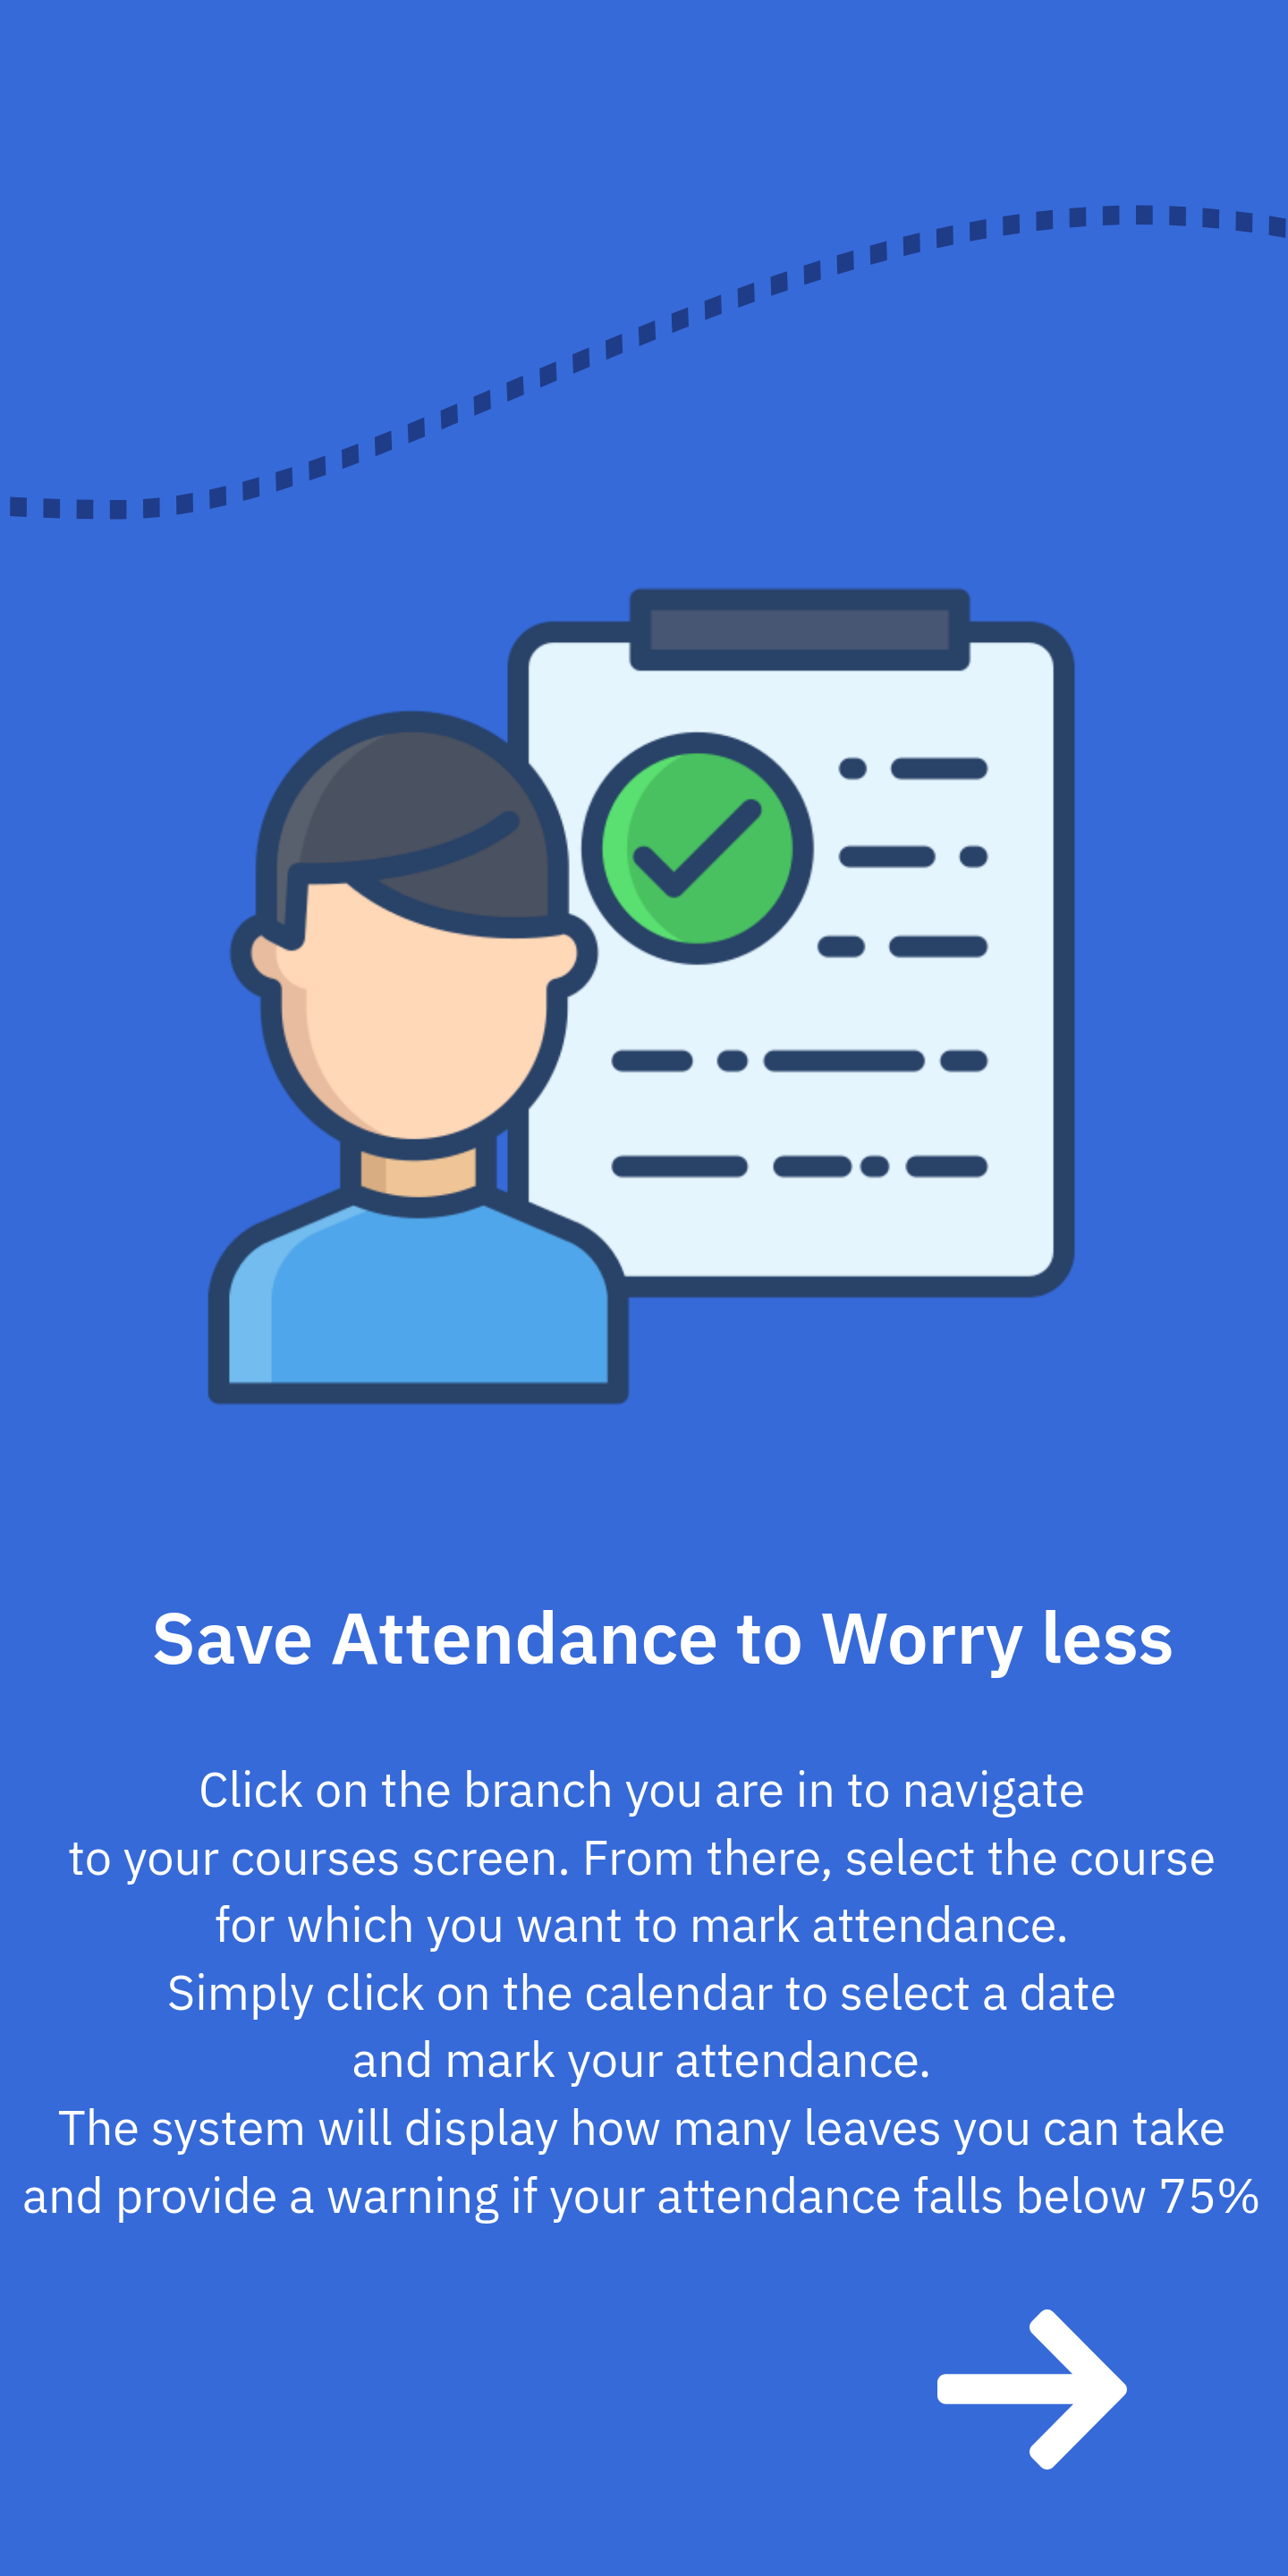 Save Attendance to Worry less
Click on the branch you are in to navigate
to your courses screen. From there, select the course
for which you want to mark attendance.
Simply click on the calendar to select a date
and mark your attendance.
The system will display how many leaves you can take
and provide a warning if your attendance falls below 75%